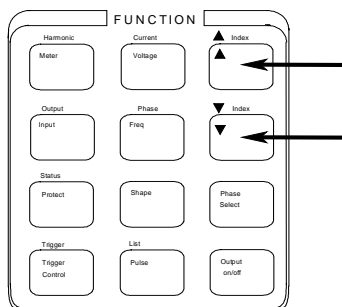 FUNCTION
Harmonic Current ▲ Index
Meter Voltage ▲
Output Phase ▼ Index
Input Freq ▼
Status
Protect Shape Phase
Select
Trigger List
Trigger Pulse Output
Control on/off